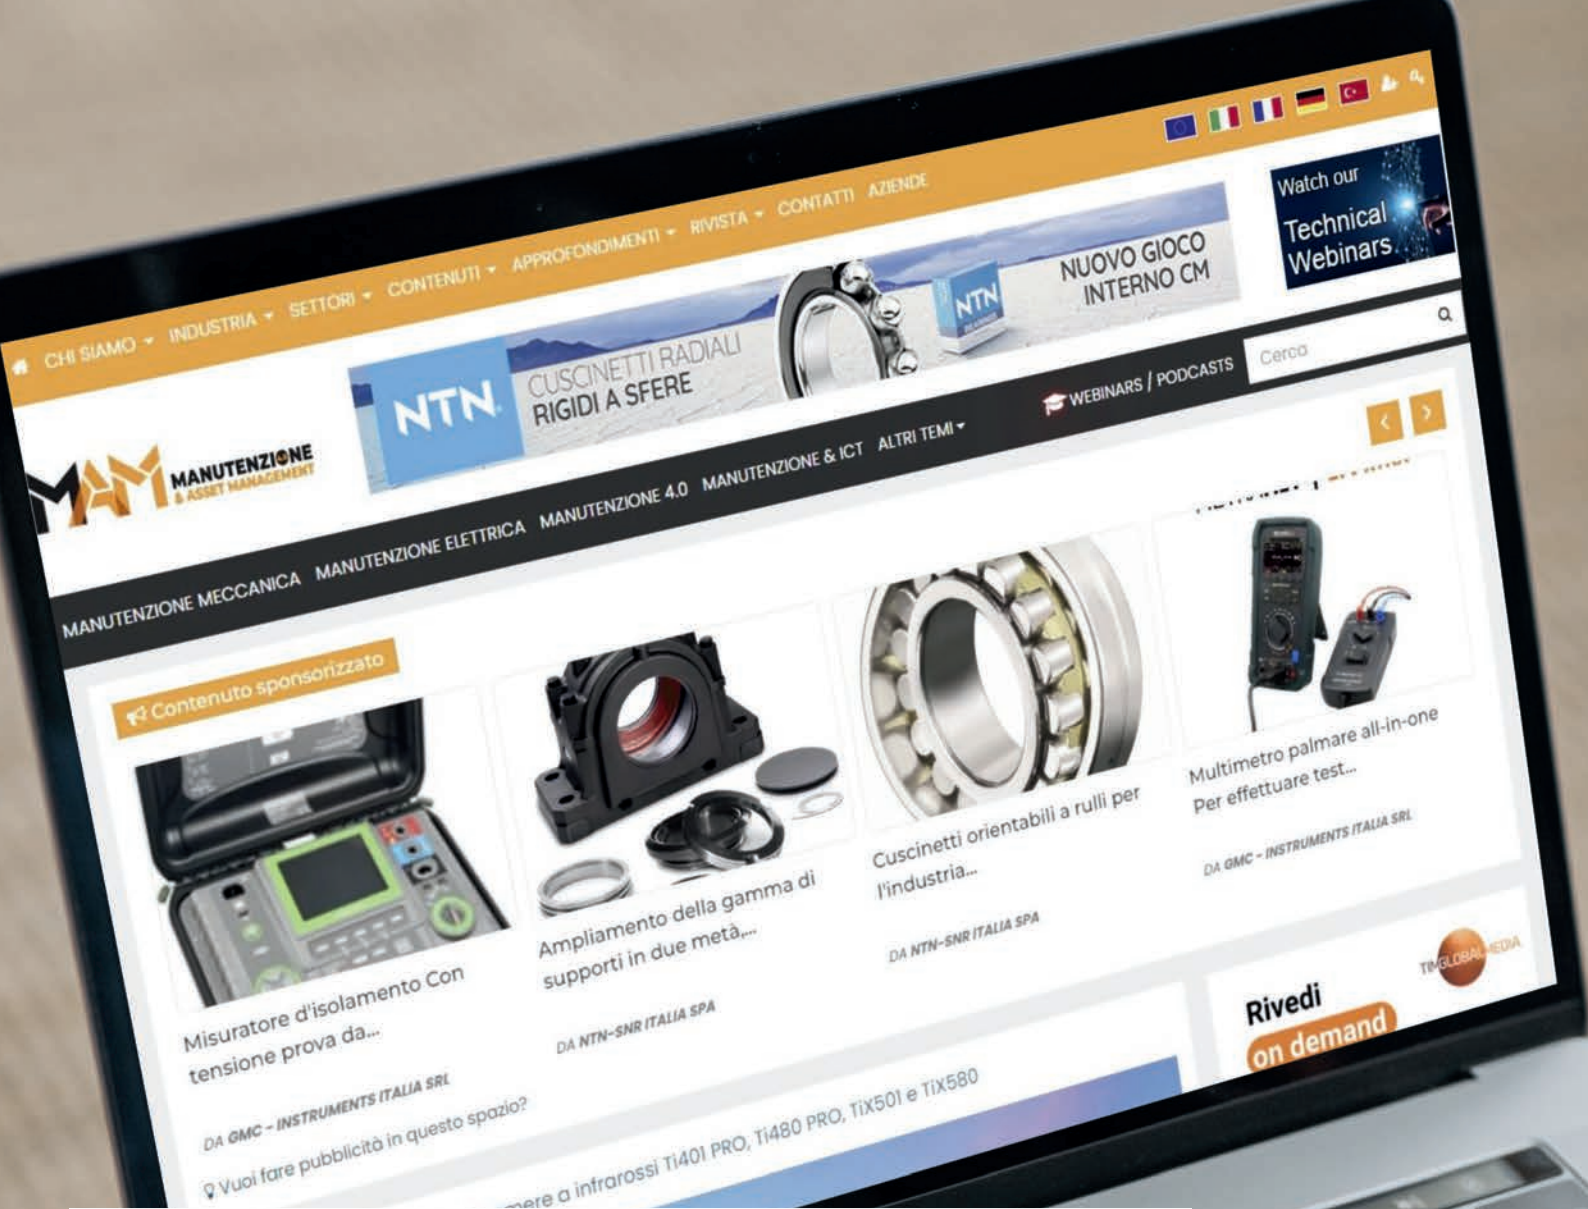 CHI SIAMO
INDUSTRIA
SETTORI
CONTENUTI
APPROFONDIMENTI
RIVISTA
CONTATTI
AZIENDE
MAM MANUTENZIONE
& ASSET MANAGEMENT
NTN
CUSCINETTI RADIALI
RIGIDI A SFERE
NTN
NUOVO GIOCO
INTERNO CM
Watch our
Technical
Webinars
MANUTENZIONE MECCANICA
MANUTENZIONE ELETTRICA
MANUTENZIONE 4.0
MANUTENZIONE & ICT
ALTRI TEMI
WEBINARS / PODCASTS
Cerca
Contenuto sponsorizzato
Misuratore d'isolamento Con
tensione prova da...
DA GMC - INSTRUMENTS ITALIA SRL
Ampliamento della gamma di
supporti in due metà,...
DA NTN-SNR ITALIA SPA
Cuscinetti orientabili a rulli per
l'industria...
DA NTN-SNR ITALIA SPA
Multimetro palmare all-in-one
Per effettuare test...
DA GMC - INSTRUMENTS ITALIA SRL
Vuoi fare pubblicità in questo spazio?
a infrarossi Ti401 PRO, Ti480 PRO, TiX501 e TiX580
TIMGLOBALMEDIA
Rivedi
on demand